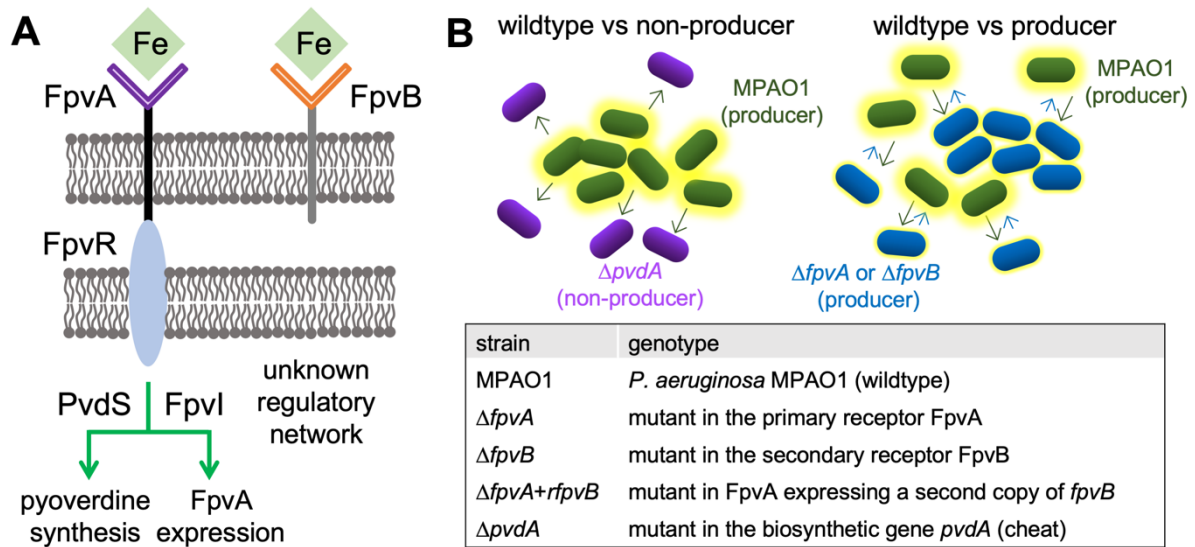 A
Fe
Fe
FpvA
FpvB
FpvR
PvdS
FpvI
unknown
regulatory
network
pyoverdine
synthesis
FpvA
expression
B
wildtype vs non-producer
wildtype vs producer
MPAO1
(producer)
MPAO1
(producer)
ΔpvdA
(non-producer)
ΔfpvA or ΔfpvB
(producer)
strain genotype
MPAO1 P. aeruginosa MPAO1 (wildtype)
ΔfpvA mutant in the primary receptor FpvA
ΔfpvB mutant in the secondary receptor FpvB
ΔfpvA+rfpvB mutant in FpvA expressing a second copy of fpvB
ΔpvdA mutant in the biosynthetic gene pvdA (cheat)